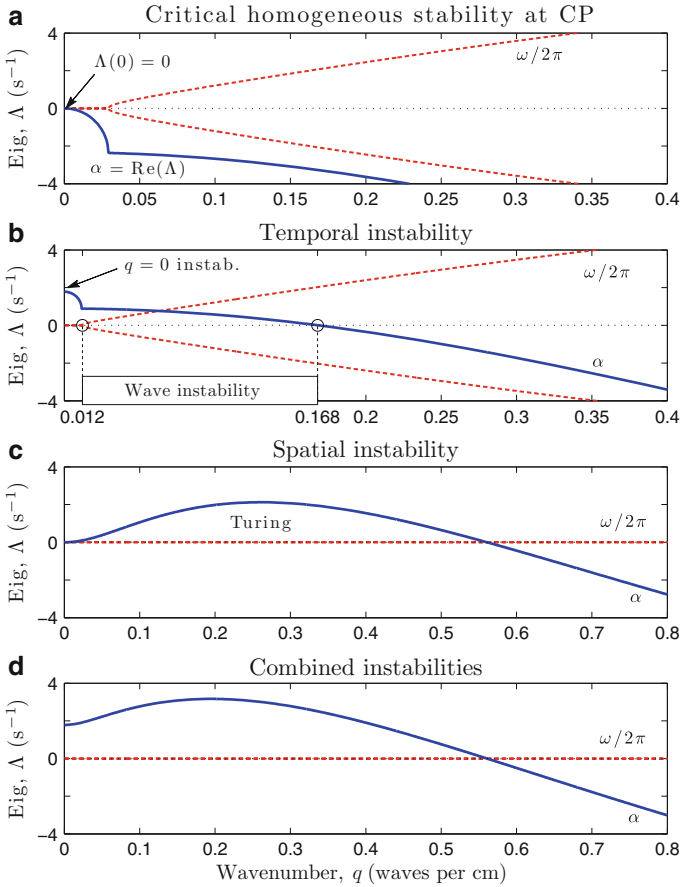 a Critical homogeneous stability at CP
Eig, Λ (s⁻¹)
4
0
−4
Λ(0) = 0
ω/2π
α = Re(Λ)
0 0.05 0.1 0.15 0.2 0.25 0.3 0.35 0.4
b Temporal instability
Eig, Λ (s⁻¹)
4
0
−4
q = 0 instab.
ω/2π
α
Wave instability
0.012 0.168 0.2 0.25 0.3 0.35 0.4
c Spatial instability
Eig, Λ (s⁻¹)
4
0
−4
Turing
ω/2π
α
0 0.1 0.2 0.3 0.4 0.5 0.6 0.7 0.8
d Combined instabilities
Eig, Λ (s⁻¹)
4
0
−4
ω/2π
α
0 0.1 0.2 0.3 0.4 0.5 0.6 0.7 0.8
Wavenumber, q (waves per cm)